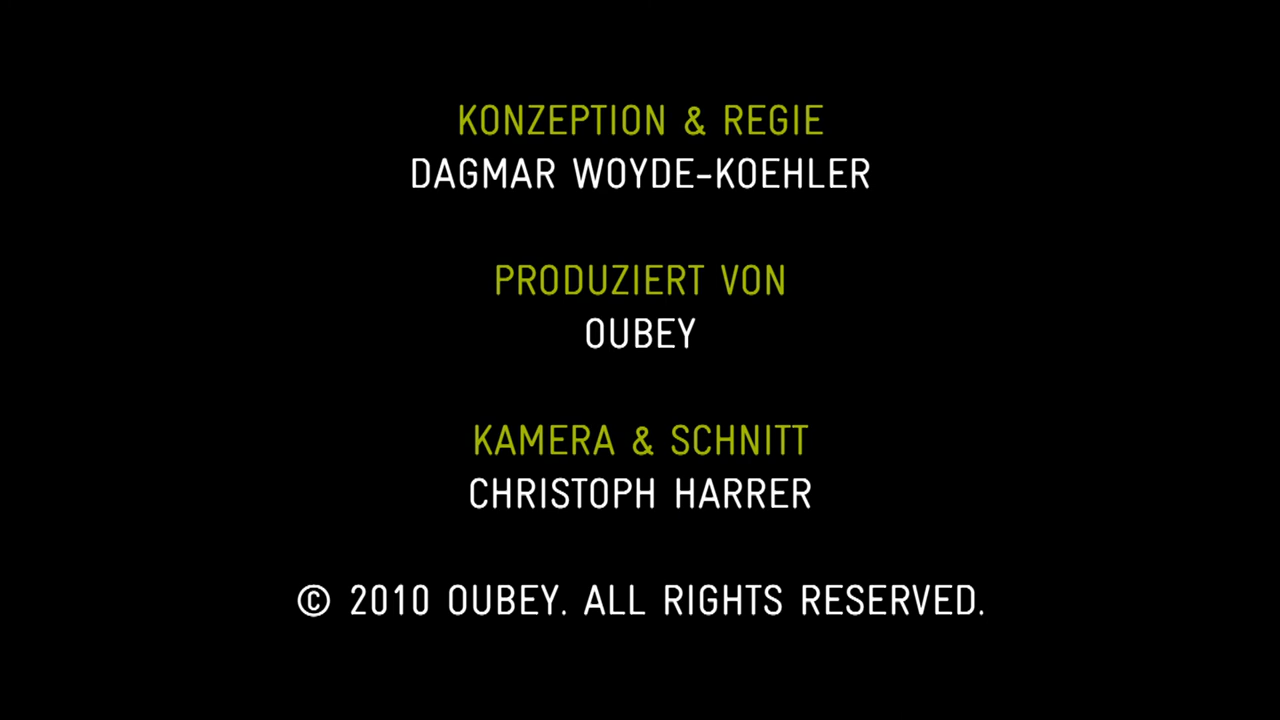 KONZEPTION & REGIE
DAGMAR WOYDE-KOEHLER
PRODUZIERT VON
OUBEY
KAMERA & SCHNITT
CHRISTOPH HARRER
© 2010 OUBEY. ALL RIGHTS RESERVED.